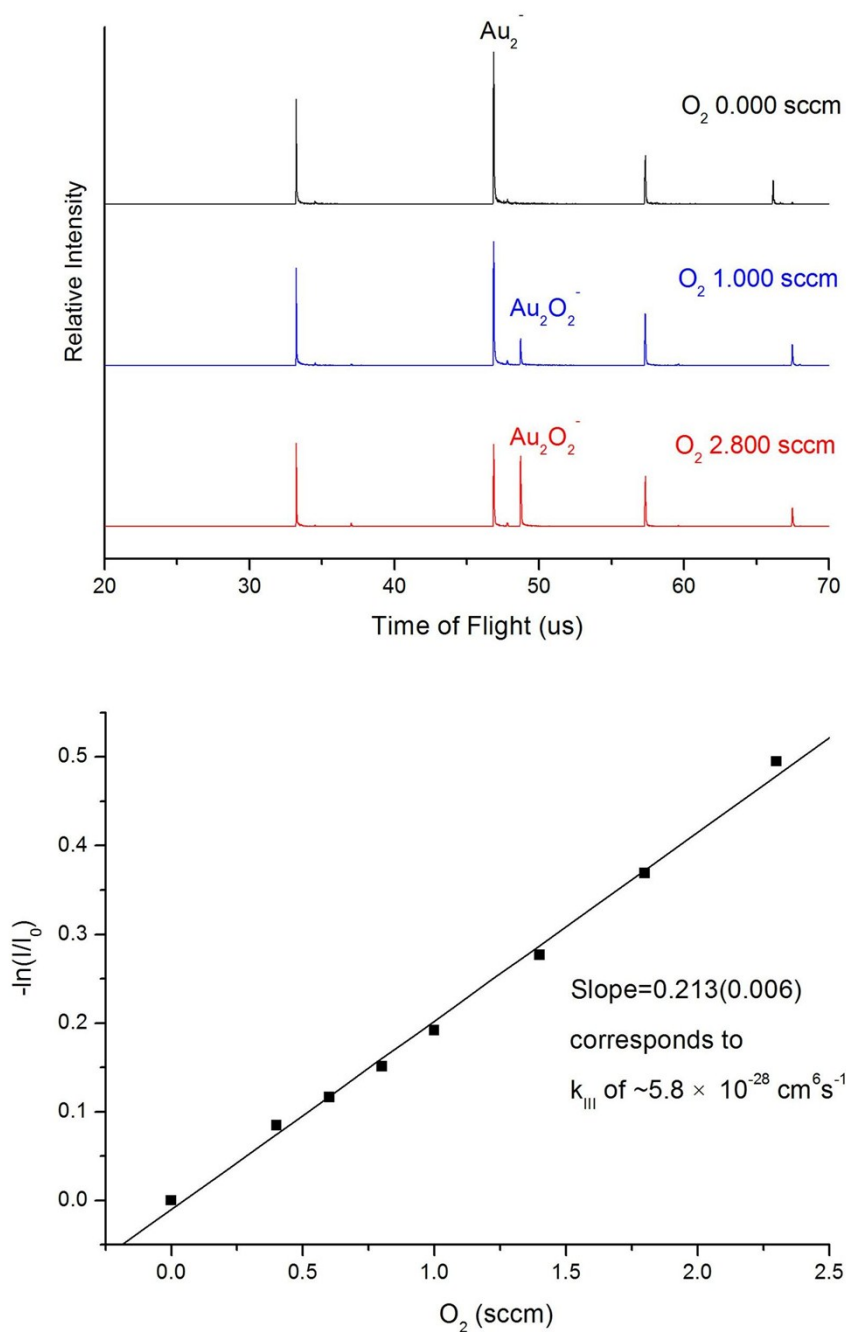 Au₂⁻
O₂ 0.000 sccm
Relative Intensity
O₂ 1.000 sccm
Au₂O₂⁻
Au₂O₂⁻
O₂ 2.800 sccm
20 30 40 50 60 70
Time of Flight (us)
0.5
0.4
0.3
0.2
0.1
0.0
-ln(I/I₀)
Slope=0.213(0.006)
corresponds to
k_III of ~5.8 × 10⁻²⁸ cm⁶s⁻¹
0.0 0.5 1.0 1.5 2.0 2.5
O₂ (sccm)